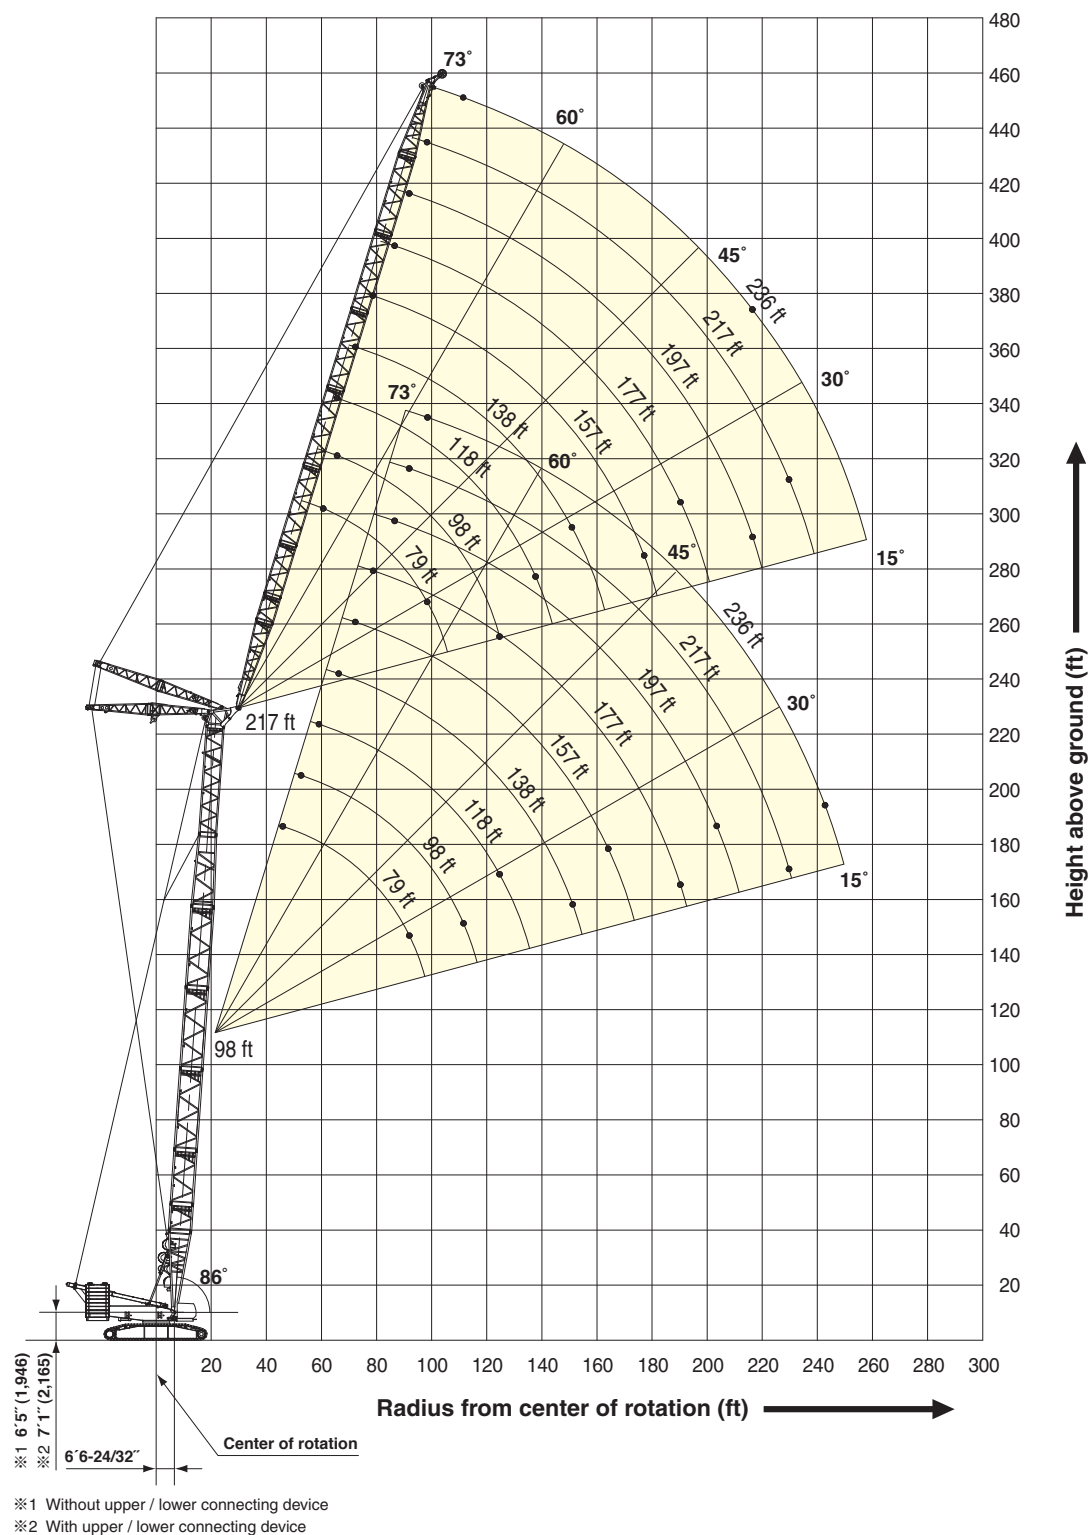 480
73˚
460
60˚
440
420
45˚
400
236 ft
380
217 ft
197 ft
360
30˚
177 ft
73˚
340
138 ft
157 ft
118 ft
60˚
320
98 ft
300
79 ft
45˚
15˚
280
236 ft
260
217 ft
197 ft
240
30˚
217 ft
177 ft
220
157 ft
138 ft
200
118 ft
180
98 ft
79 ft
15˚
160
140
120
98 ft
100
80
60
40
86˚
20
Height above ground (ft)
20 40 60 80 100 120 140 160 180 200 220 240 260 280 300
Radius from center of rotation (ft)
※1 6´5˝ (1,946)
※2 7´1˝ (2,165)
6´6-24/32˝
Center of rotation
※1 Without upper / lower connecting device
※2 With upper / lower connecting device